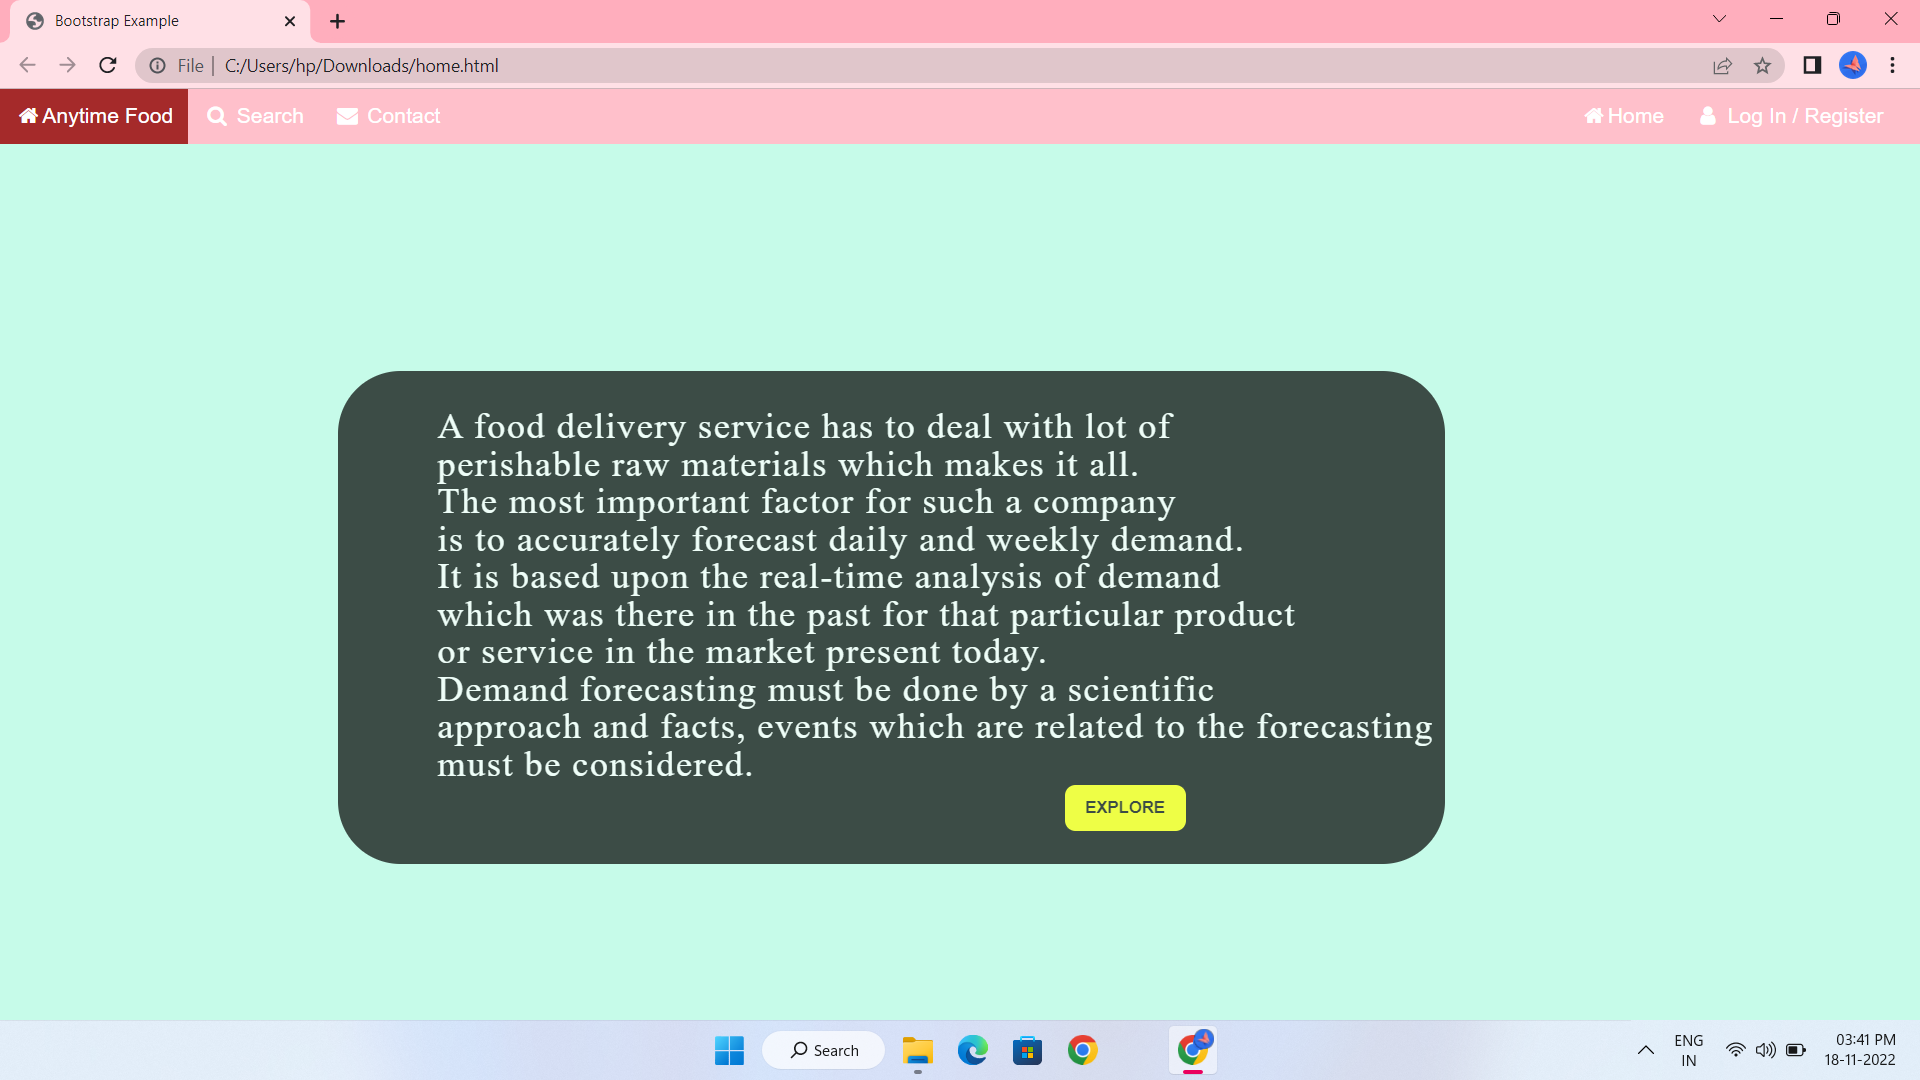 Bootstrap Example
File | C:/Users/hp/Downloads/home.html
Anytime Food Search Contact Home Log In / Register
A food delivery service has to deal with lot of
perishable raw materials which makes it all.
The most important factor for such a company
is to accurately forecast daily and weekly demand.
It is based upon the real-time analysis of demand
which was there in the past for that particular product
or service in the market present today.
Demand forecasting must be done by a scientific
approach and facts, events which are related to the forecasting
must be considered.
EXPLORE
Search
ENG
IN
03:41 PM
18-11-2022